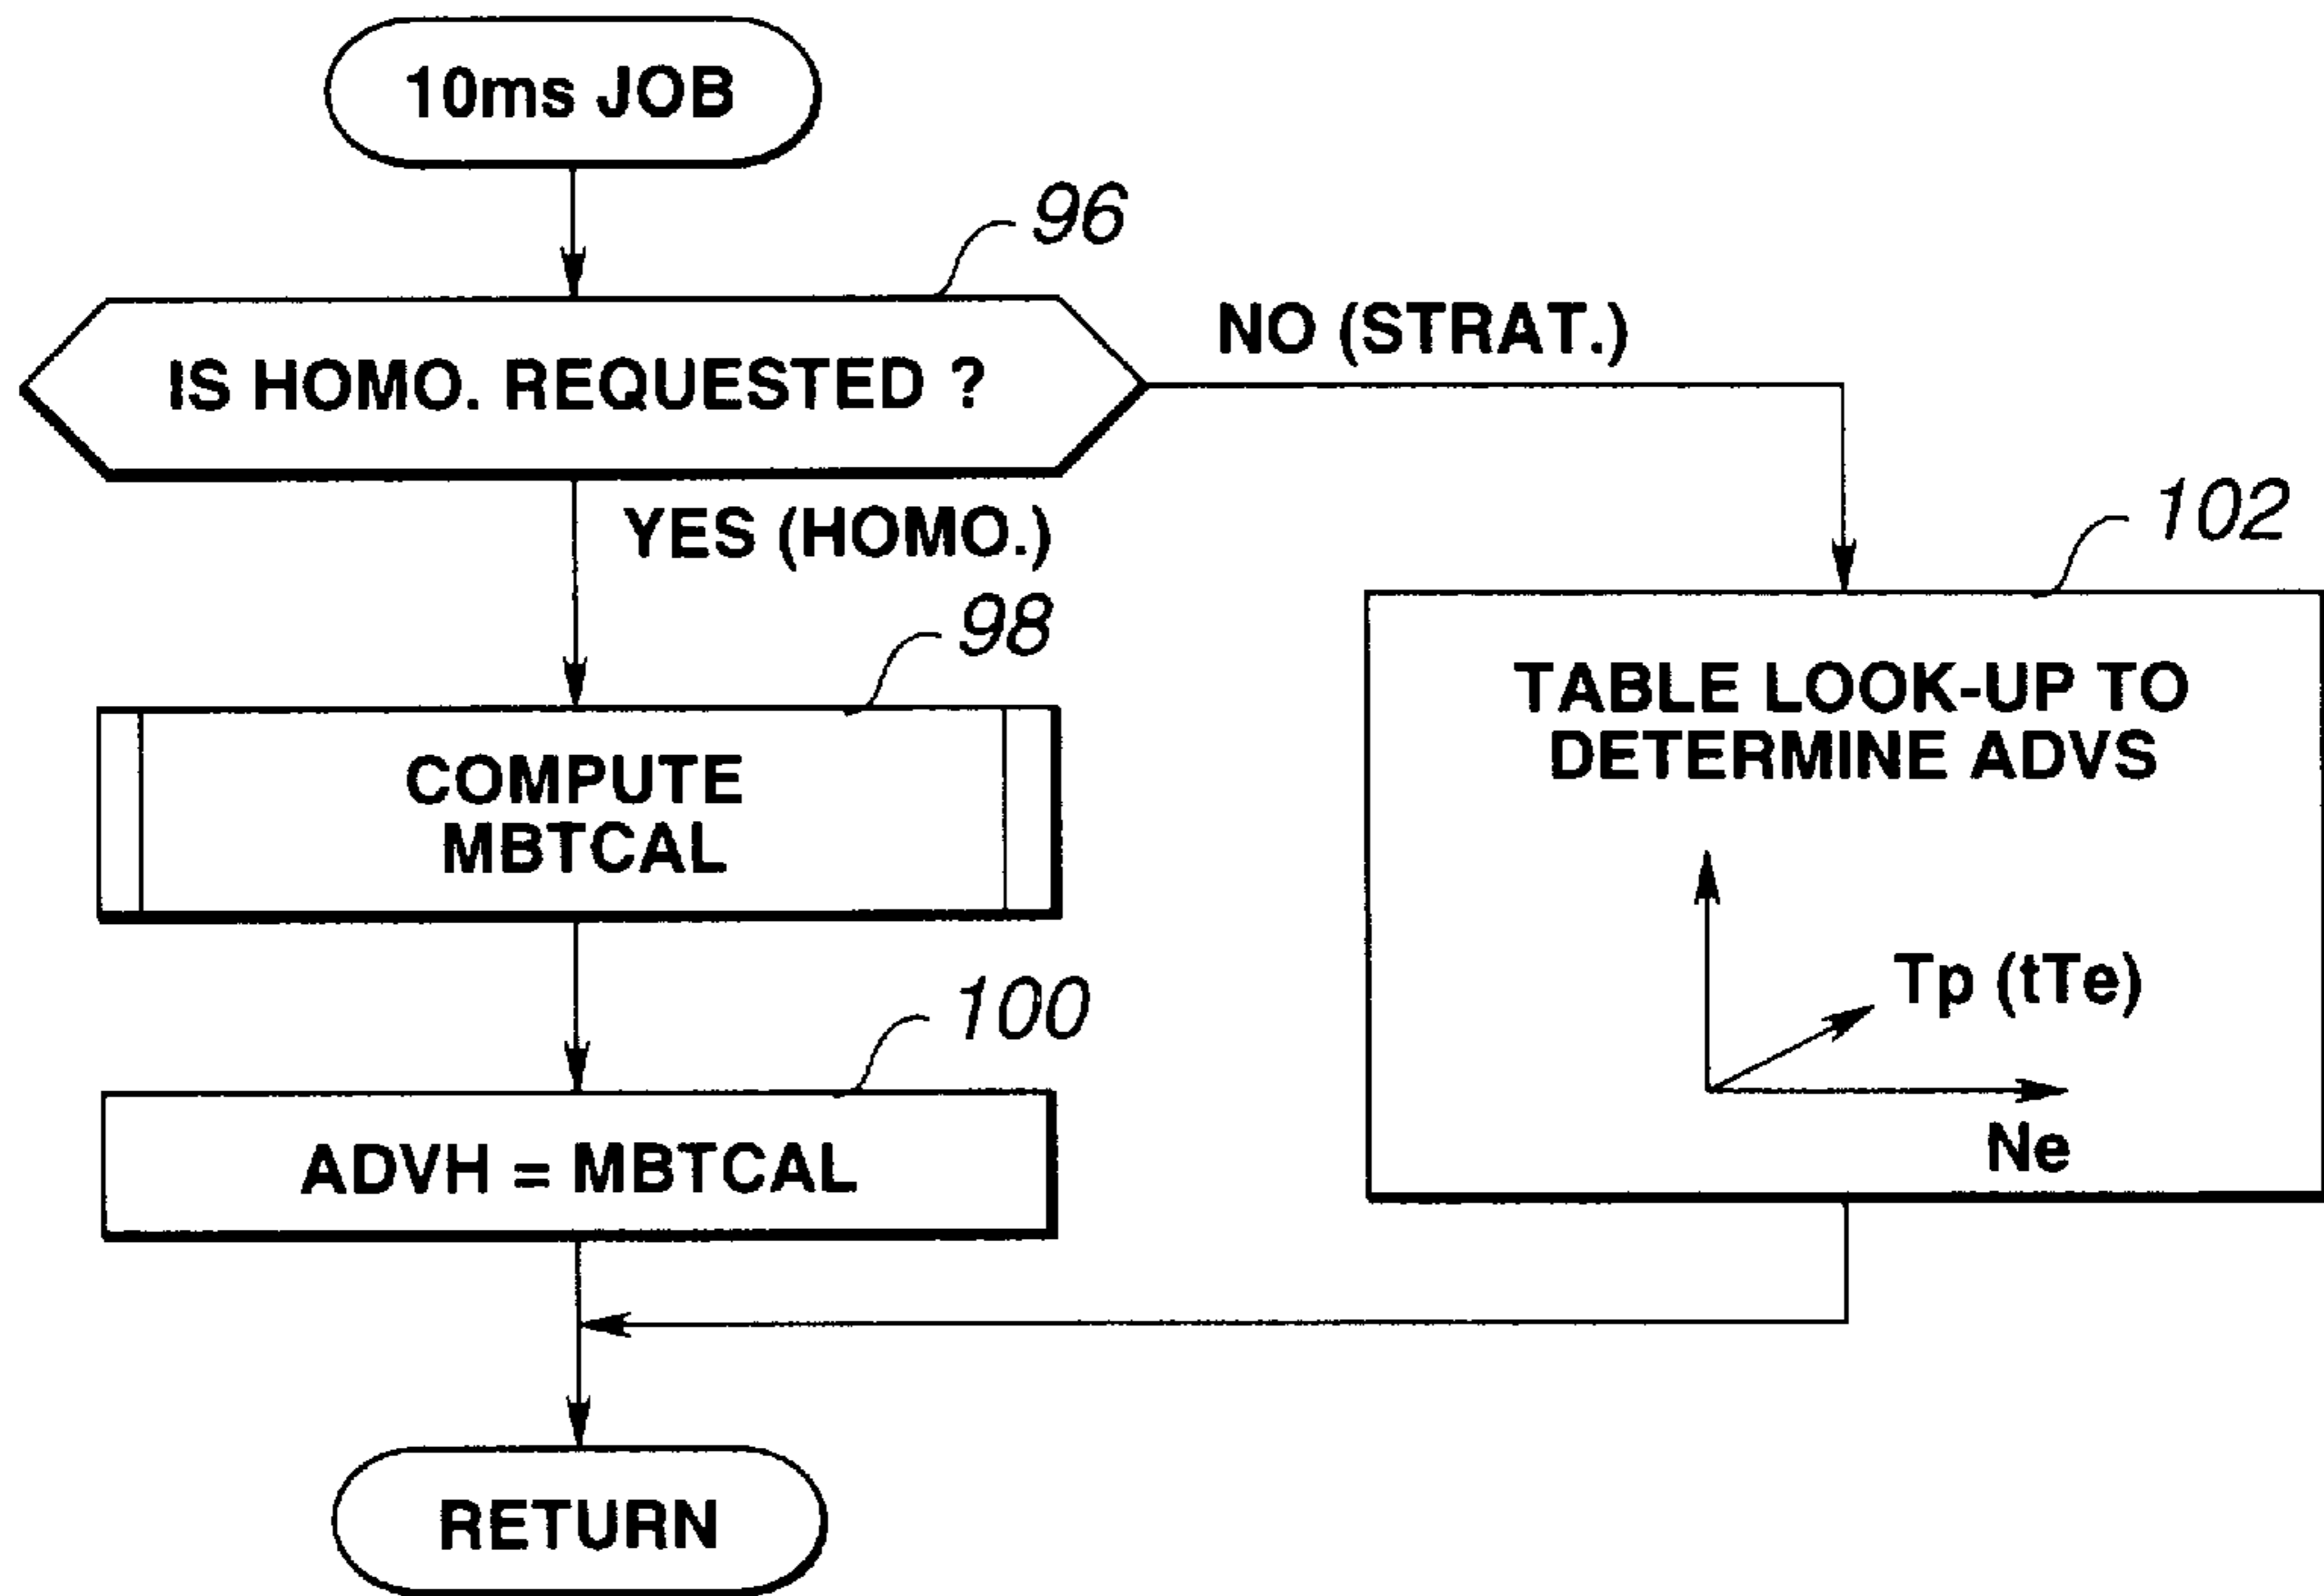 10ms JOB
96
IS HOMO. REQUESTED ?
NO (STRAT.)
YES (HOMO.)
98
COMPUTE
MBTCAL
100
ADVH = MBTCAL
102
TABLE LOOK-UP TO
DETERMINE ADVS
Tp (tTe)
Ne
RETURN